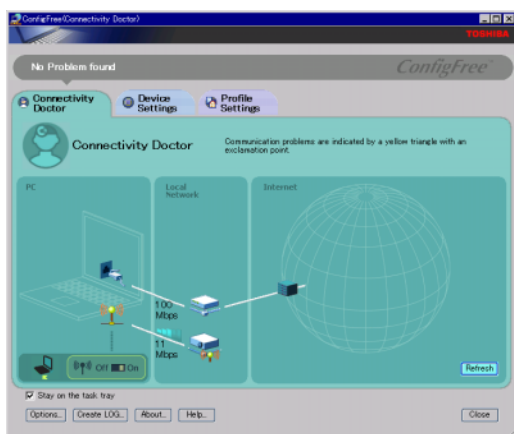 ConfigFree(Connectivity Doctor)
TOSHIBA
No Problem found
ConfigFree™
Connectivity
Doctor
Device
Settings
Profile
Settings
Connectivity Doctor
Communication problems are indicated by a yellow triangle with an
exclamation point.
PC
Local
Network
Internet
100
Mbps
11
Mbps
Off
On
Refresh
Stay on the task tray
Options..
Create LOG..
About..
Help..
Close